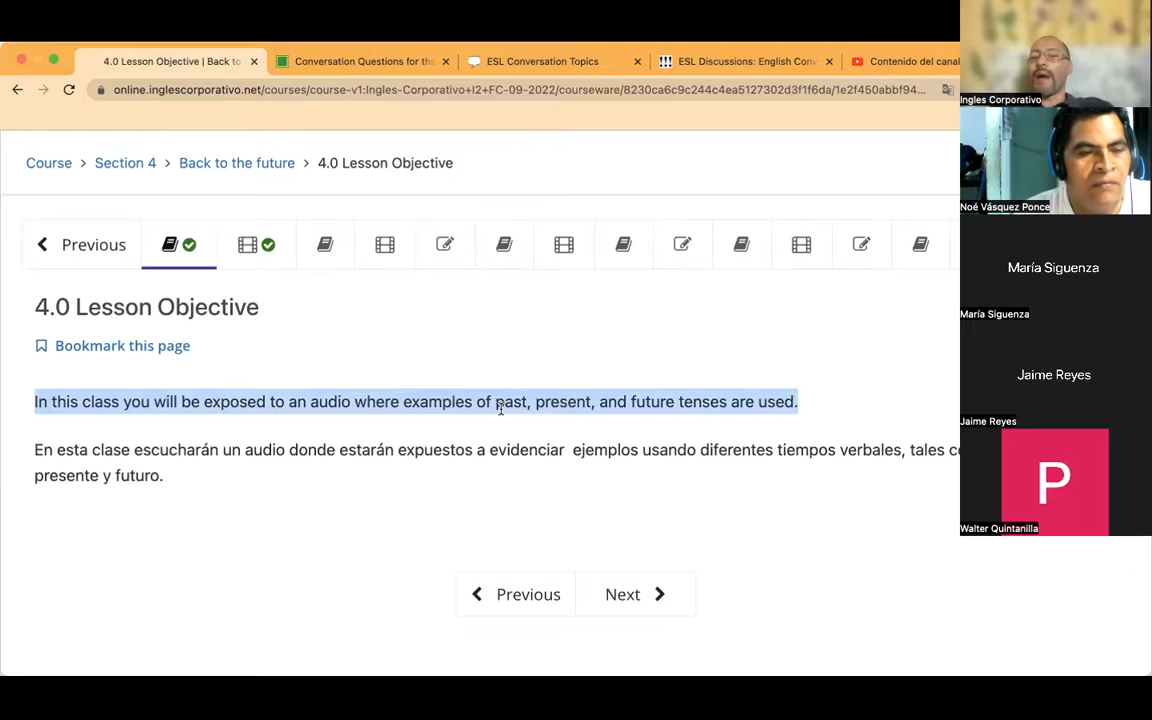 4.0 Lesson Objective | Back to
Conversation Questions for the
ESL Conversation Topics
ESL Discussions: English Conv
Contenido del canal
online.inglescorporativo.net/courses/course-v1:Ingles-Corporativo+I2+FC-09-2022/courseware/8230ca6c9c244c4ea5127302d3f1f6da/1e2f450abbf94...
Course > Section 4 > Back to the future > 4.0 Lesson Objective
Previous
4.0 Lesson Objective
Bookmark this page
In this class you will be exposed to an audio where examples of past, present, and future tenses are used.
En esta clase escucharán un audio donde estarán expuestos a evidenciar ejemplos usando diferentes tiempos verbales, tales
presente y futuro.
Previous
Next
Ingles Corporativo
Noé Vásquez Ponce
María Siguenza
María Siguenza
Jaime Reyes
Jaime Reyes
P
Walter Quintanilla